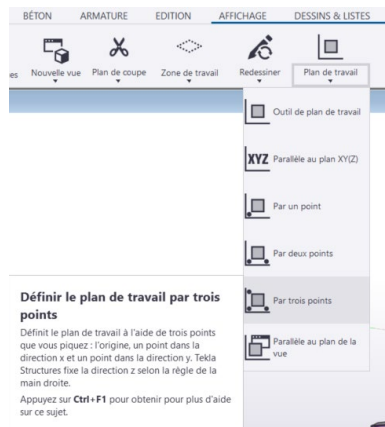 BÉTON ARMATURE EDITION AFFICHAGE DESSINS & LISTES
es Nouvelle vue Plan de coupe Zone de travail Redessiner Plan de travail
Outil de plan de travail
XYZ Parallèle au plan XY(Z)
Par un point
Par deux points
Par trois points
Parallèle au plan de la
vue
Définir le plan de travail par trois
points
Définit le plan de travail à l'aide de trois points
que vous piquez : l'origine, un point dans la
direction x et un point dans la direction y. Tekla
Structures fixe la direction z selon la règle de la
main droite.
Appuyez sur Ctrl+F1 pour obtenir pour plus d'aide
sur ce sujet.